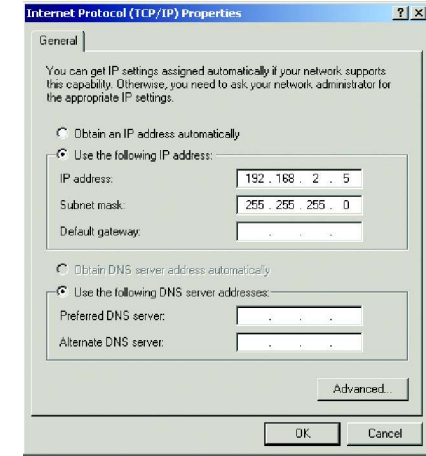 Internet Protocol (TCP/IP) Properties
General
You can get IP settings assigned automatically if your network supports
this capability. Otherwise, you need to ask your network administrator for
the appropriate IP settings.
Obtain an IP address automatically
Use the following IP address:
IP address: 192 . 168 . 2 . 5
Subnet mask: 255 . 255 . 255 . 0
Default gateway: . . .
Obtain DNS server address automatically
Use the following DNS server addresses:
Preferred DNS server: . . .
Alternate DNS server: . . .
Advanced...
OK Cancel